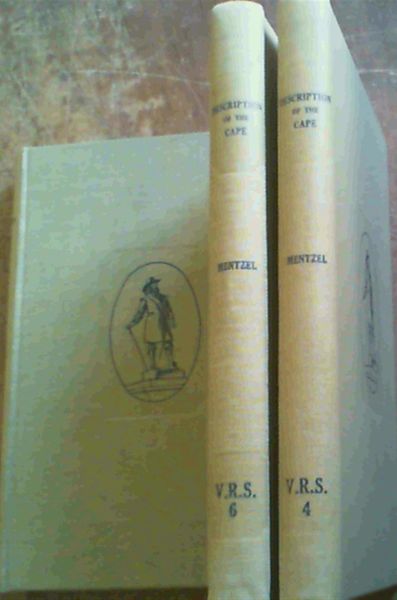 DESCRIPTION
OF THE
CAPE
MENTZEL
V.R.S.
6
DESCRIPTION
OF THE
CAPE
MENTZEL
V.R.S.
4